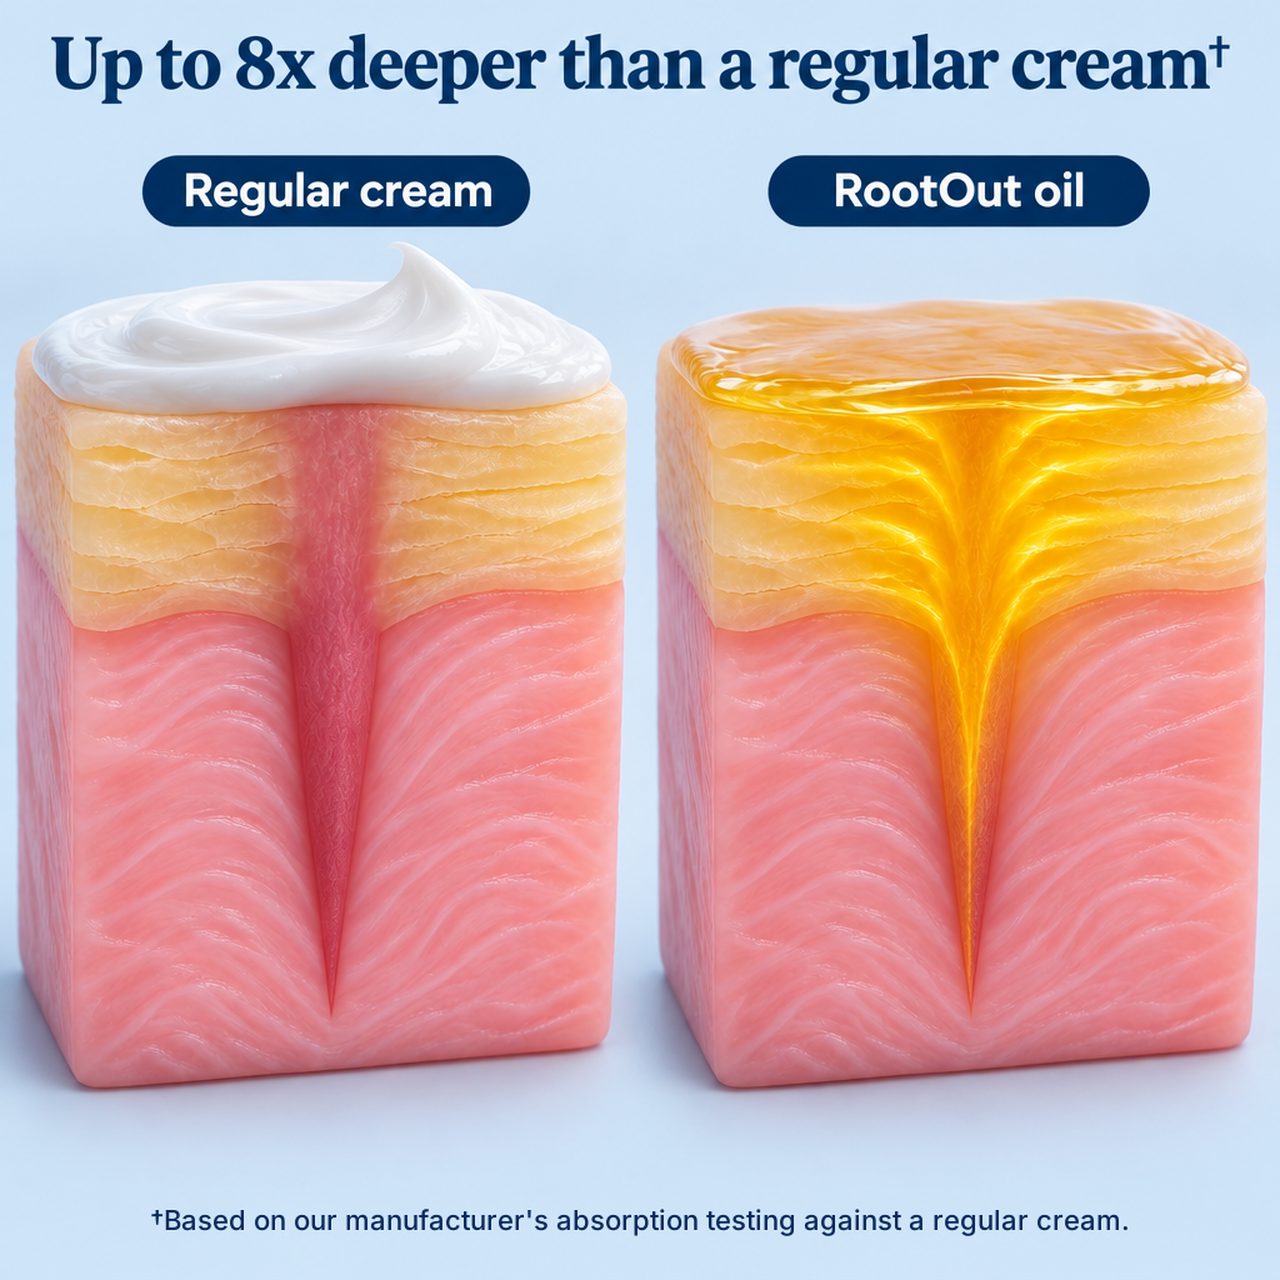 Up to 8x deeper than a regular cream†
Regular cream
RootOut oil
†Based on our manufacturer's absorption testing against a regular cream.